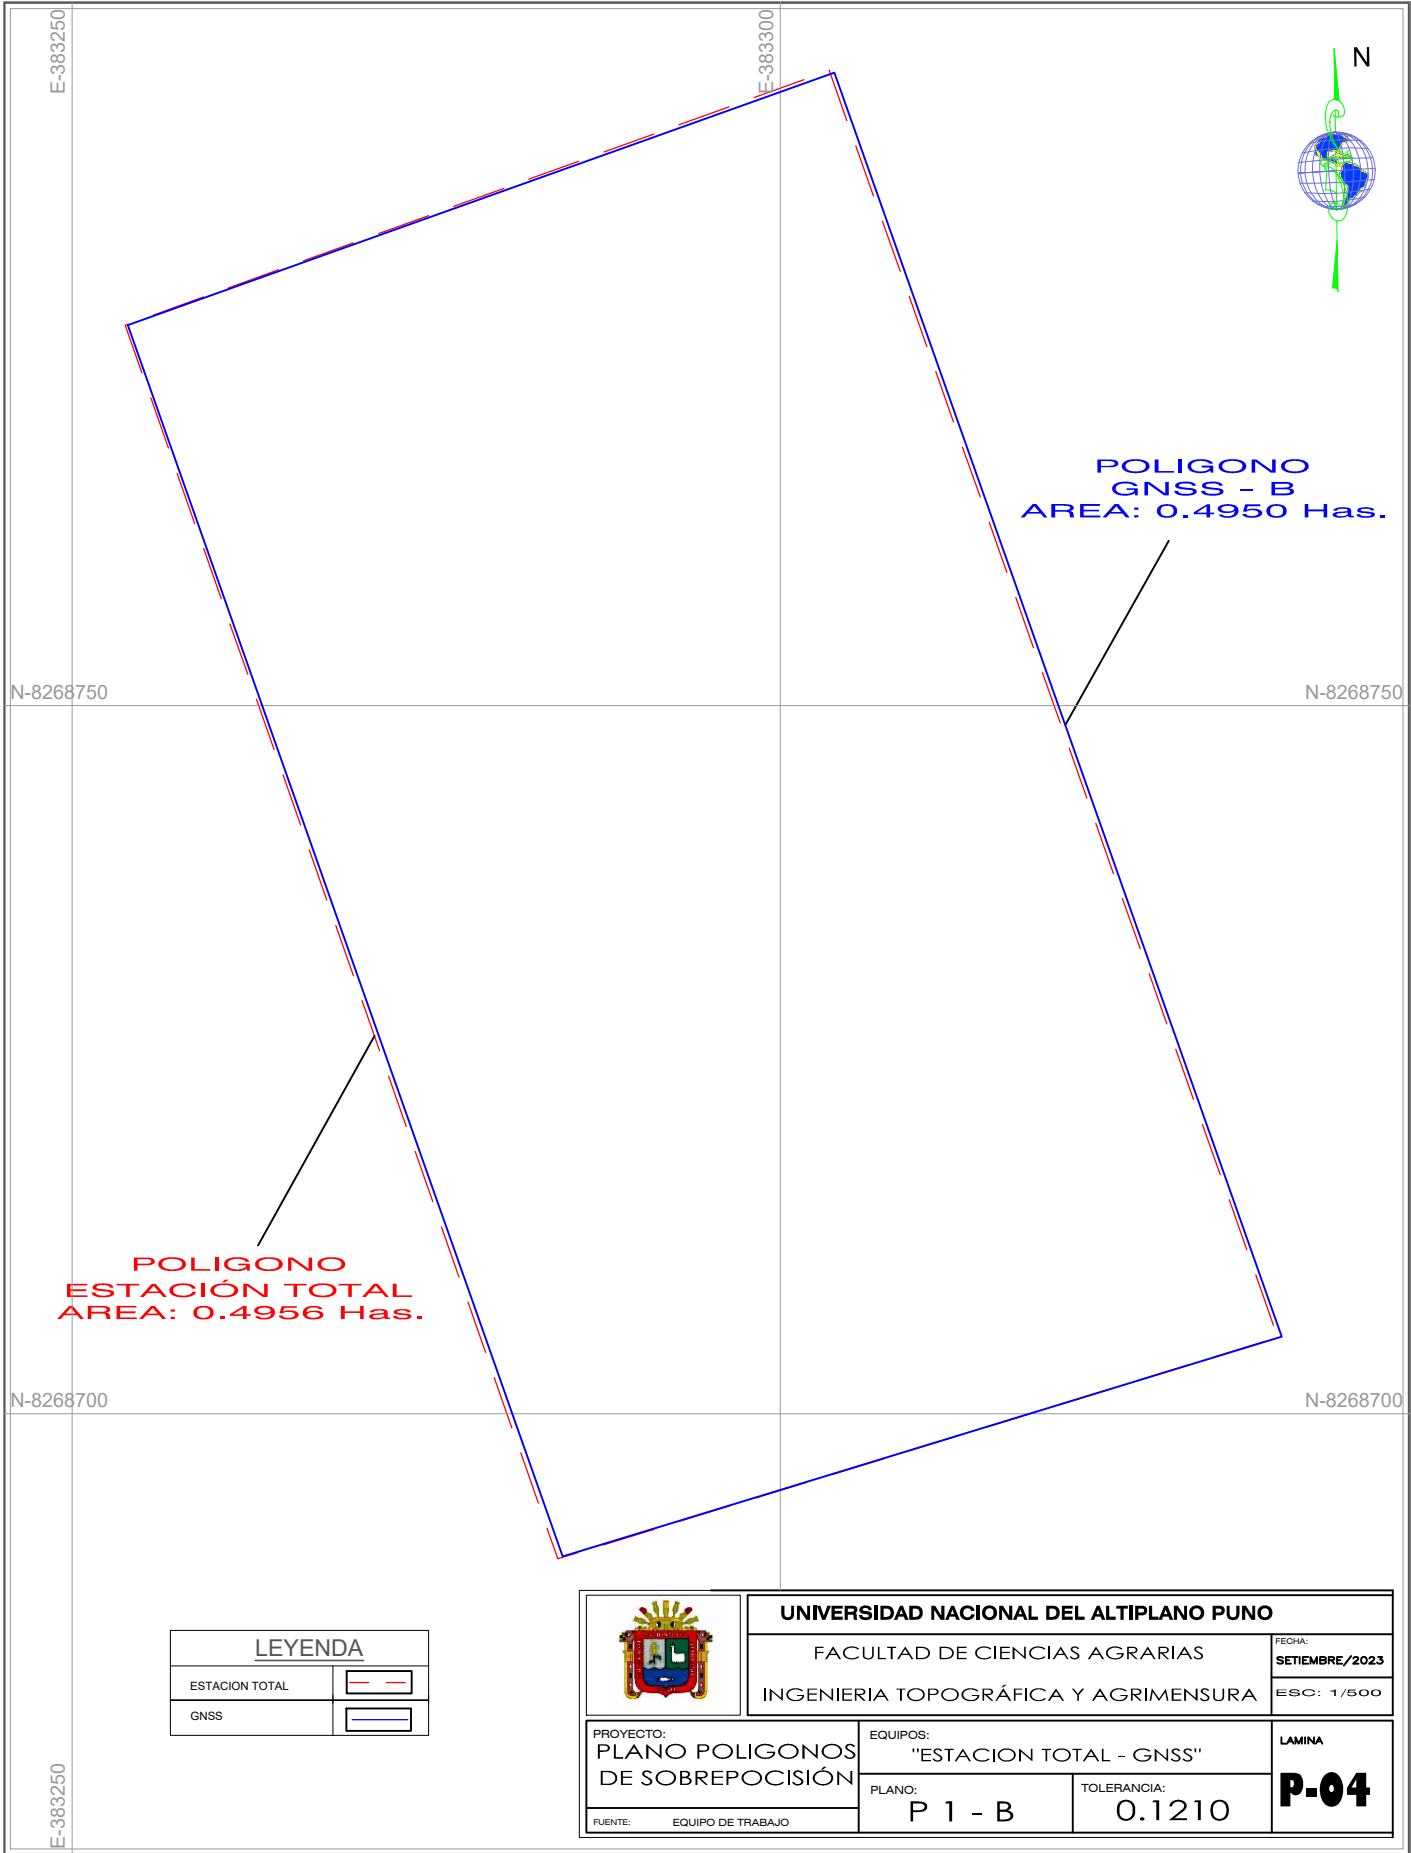 E-383250
E-383300
N
POLIGONO
GNSS - B
AREA: 0.4950 Has.
N-8268750
N-8268750
POLIGONO
ESTACIÓN TOTAL
AREA: 0.4956 Has.
N-8268700
N-8268700
LEYENDA
ESTACION TOTAL
GNSS
E-383250
UNIVERSIDAD NACIONAL DEL ALTIPLANO PUNO
FACULTAD DE CIENCIAS AGRARIAS
INGENIERIA TOPOGRÁFICA Y AGRIMENSURA
FECHA:
SETIEMBRE/2023
ESC: 1/500
PROYECTO:
PLANO POLIGONOS
DE SOBREPOCISIÓN
FUENTE: EQUIPO DE TRABAJO
EQUIPOS:
"ESTACION TOTAL - GNSS"
PLANO:
P 1 - B
TOLERANCIA:
0.1210
LAMINA
P-04